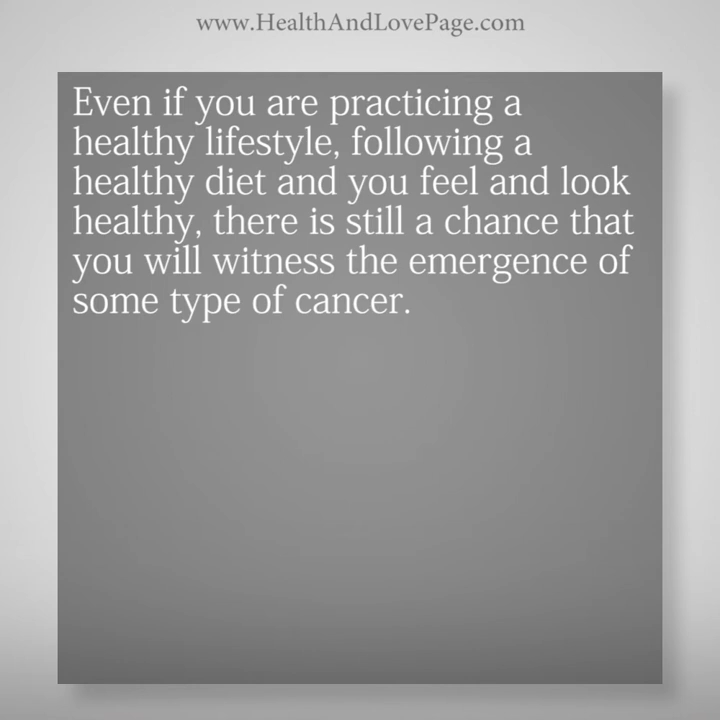 www.HealthAndLovePage.com
Even if you are practicing a
healthy lifestyle, following a
healthy diet and you feel and look
healthy, there is still a chance that
you will witness the emergence of
some type of cancer.